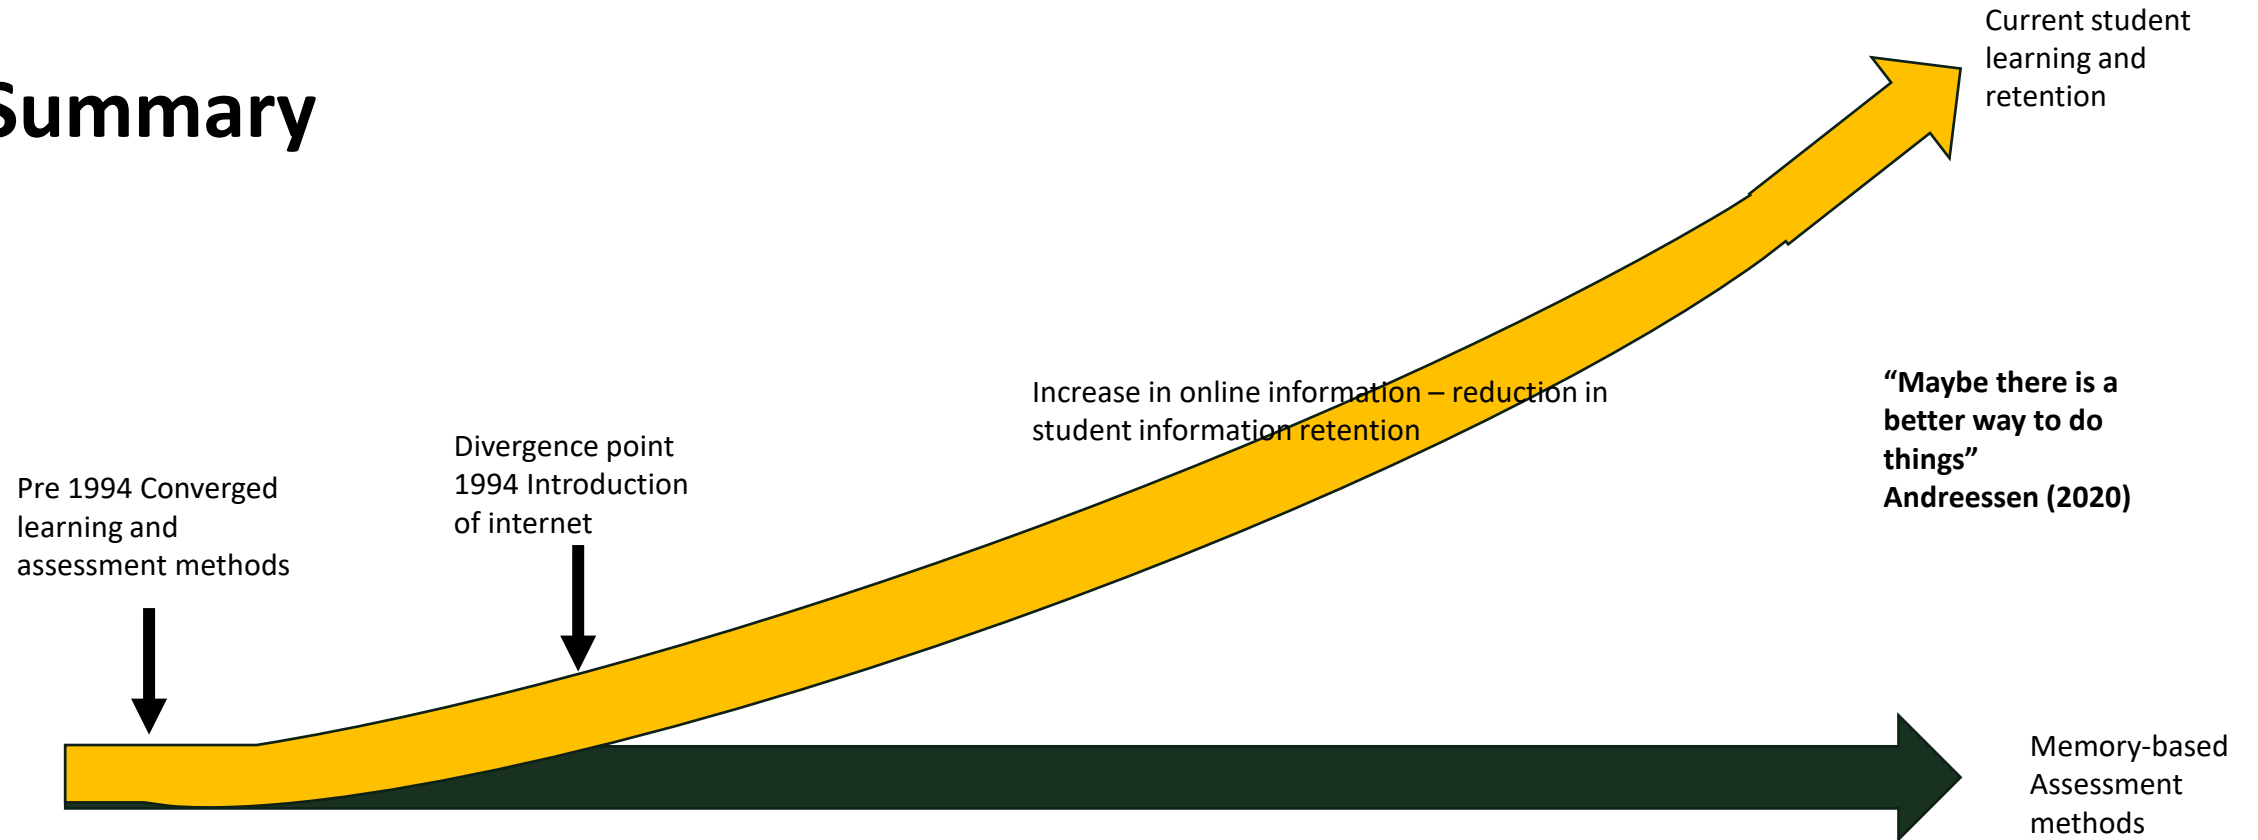 Summary
Current student
learning and
retention
Increase in online information – reduction in
student information retention
“Maybe there is a
better way to do
things”
Andreessen (2020)
Divergence point
1994 Introduction
of internet
Pre 1994 Converged
learning and
assessment methods
Memory-based
Assessment
methods